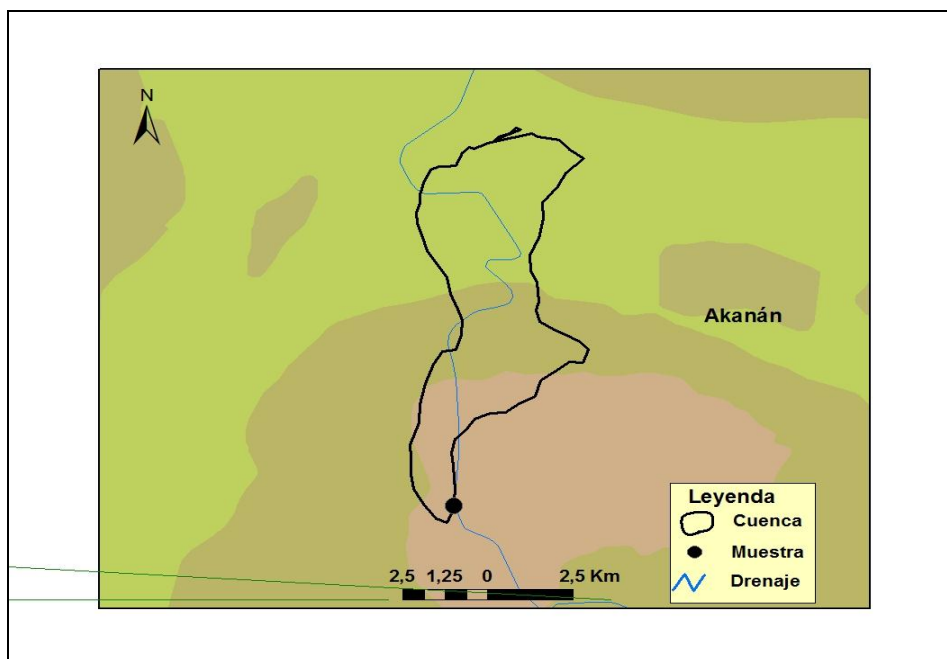 N
Akanán
Leyenda
Cuenca
Muestra
Drenaje
2,5 1,25 0 2,5 Km